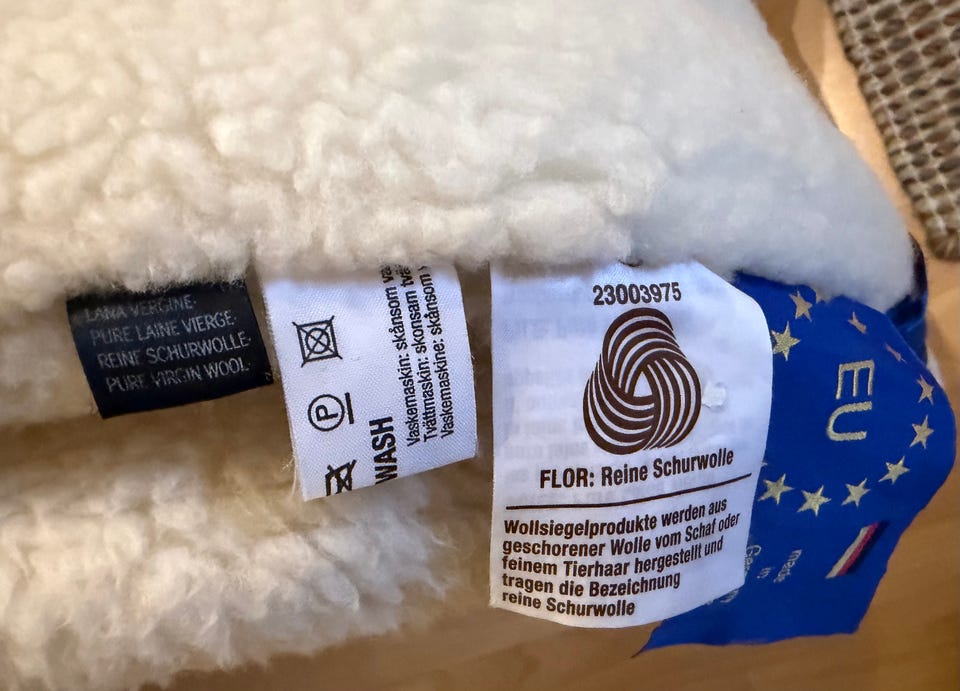 LANA VERGINE·
PURE LAINE VIERGE·
REINE SCHURWOLLE·
PURE VIRGIN WOOL·
P
WASH
Vaskemaskin: skånsom
Tvättmaskin: skonsam
Vaskemaskine: skånsom
23003975
FLOR: Reine Schurwolle
Wollsiegelprodukte werden aus
geschorener Wolle vom Schaf oder
feinem Tierhaar hergestellt und
tragen die Bezeichnung
reine Schurwolle
EU
made
in